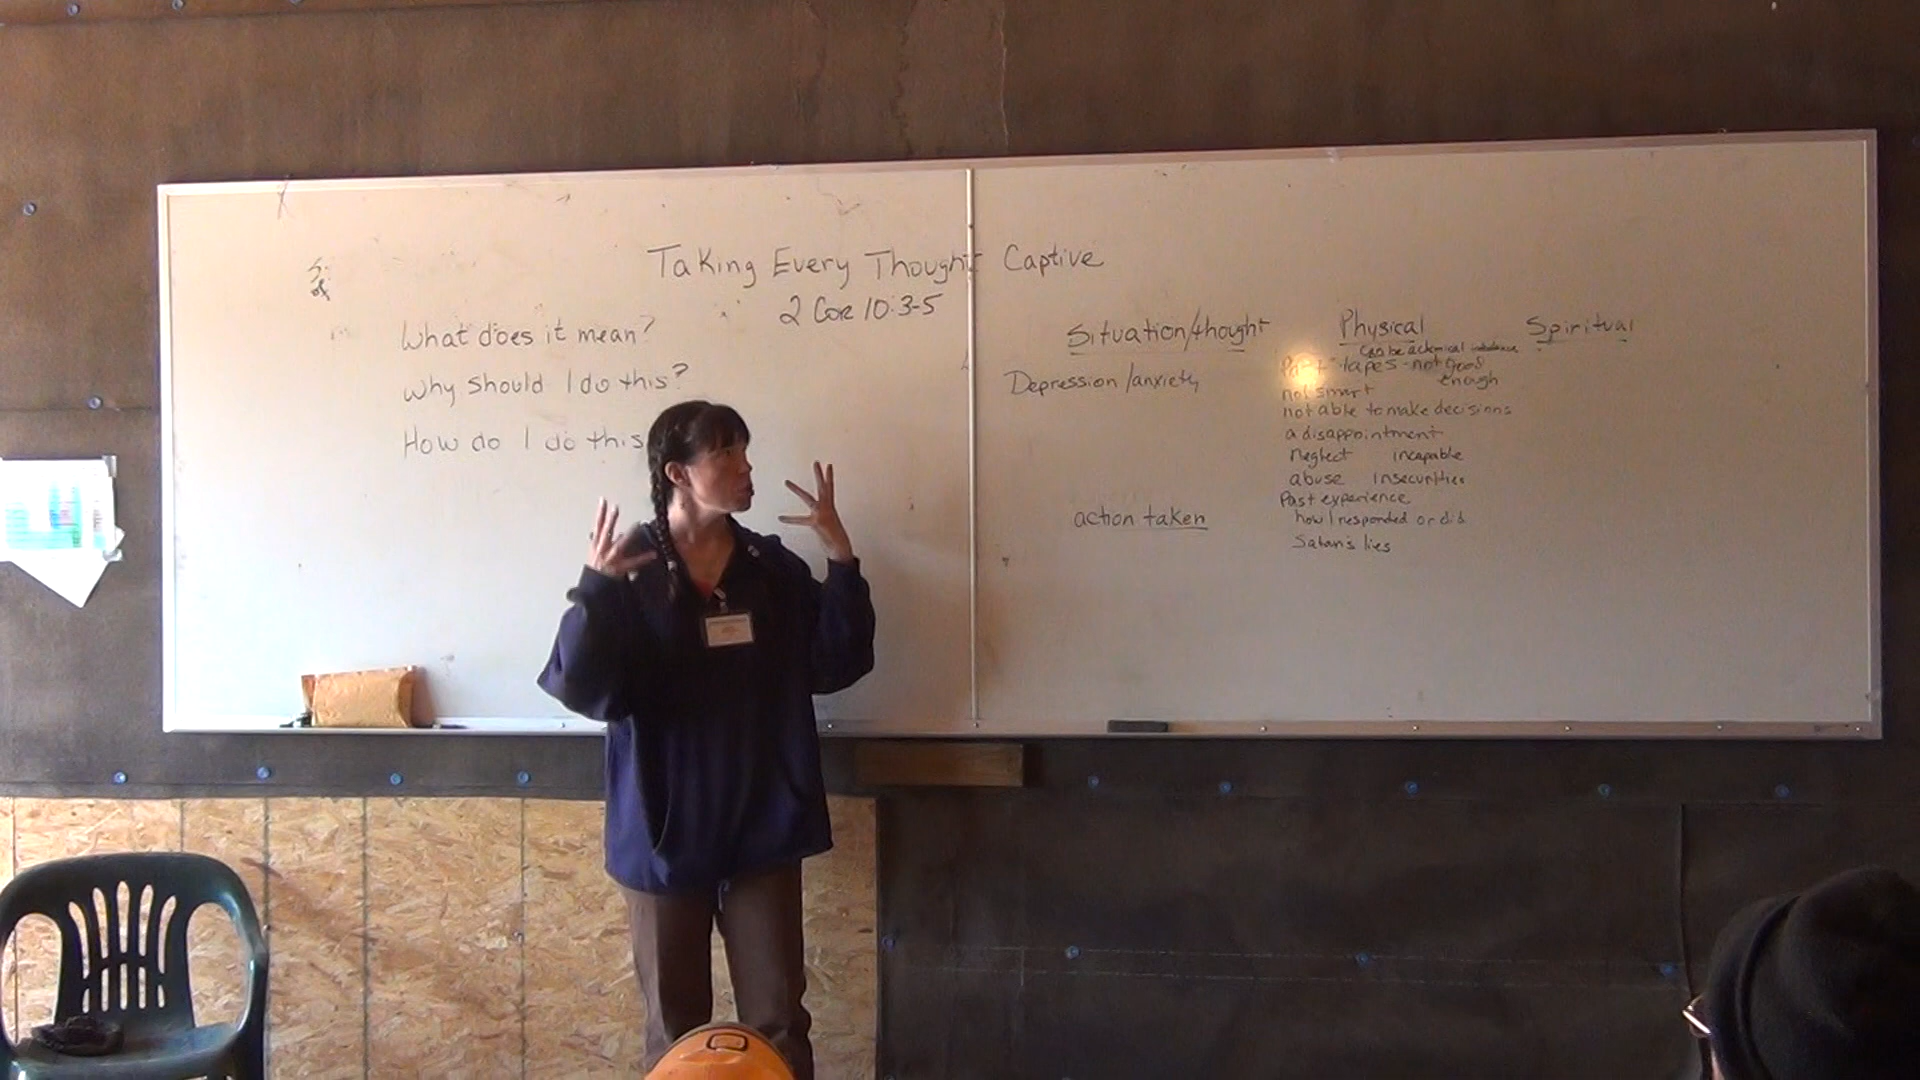 Taking Every Thought Captive
2 Cor 10:3-5
What does it mean?
Why should I do this?
How do I do this
Situation/thought
Depression/anxiety
action taken
Physical
can be a chemical imbalance
Past tapes - not good
enough
not smart
not able to make decisions
a disappointment
neglect incapable
abuse insecurities
Past experience
how I responded or did
Satan's lies
Spiritual